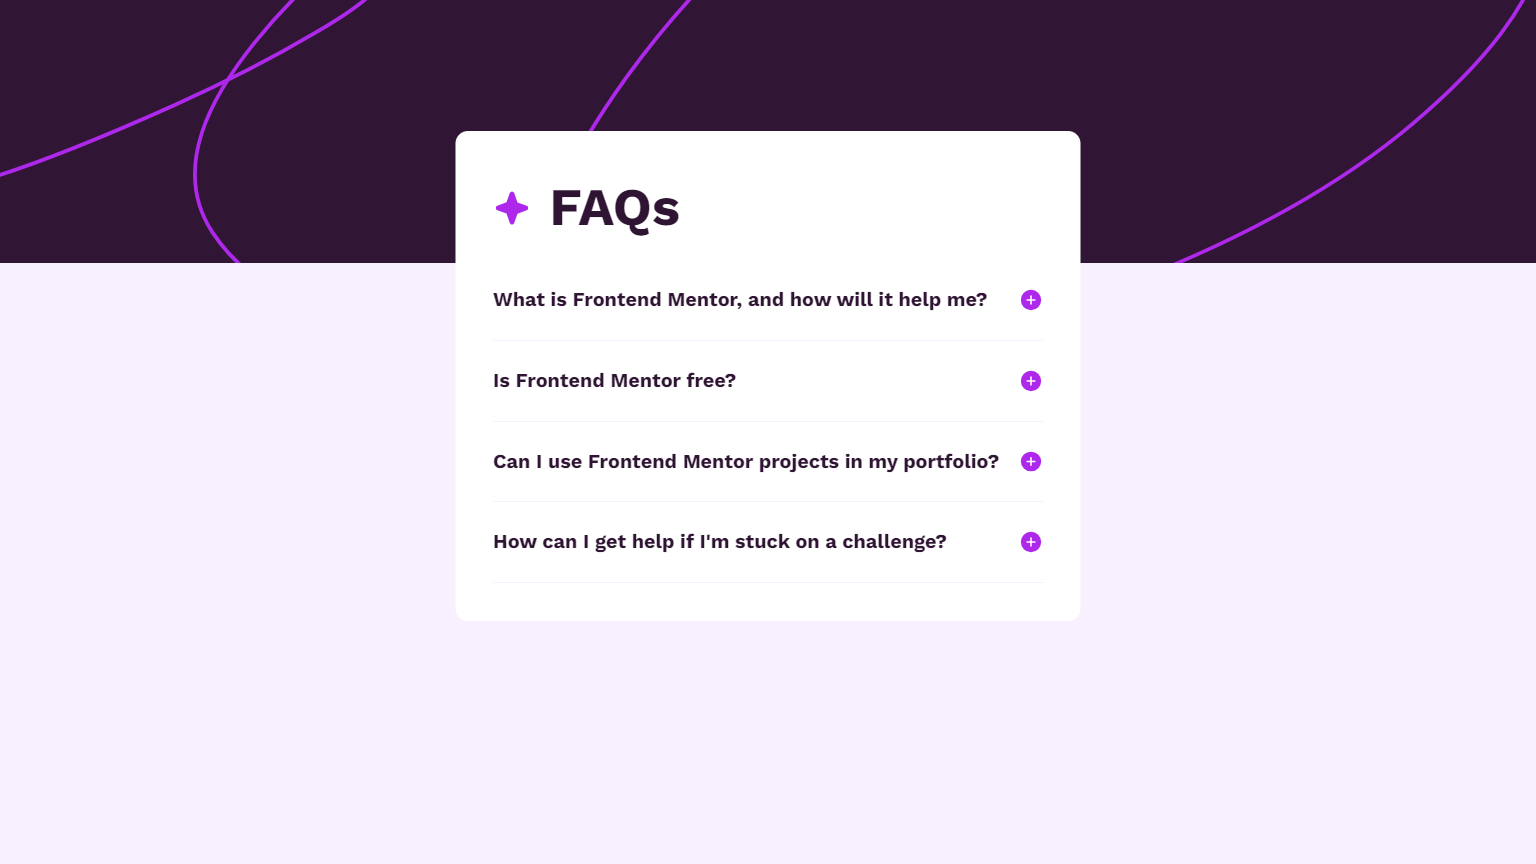 FAQs
What is Frontend Mentor, and how will it help me?
Is Frontend Mentor free?
Can I use Frontend Mentor projects in my portfolio?
How can I get help if I'm stuck on a challenge?